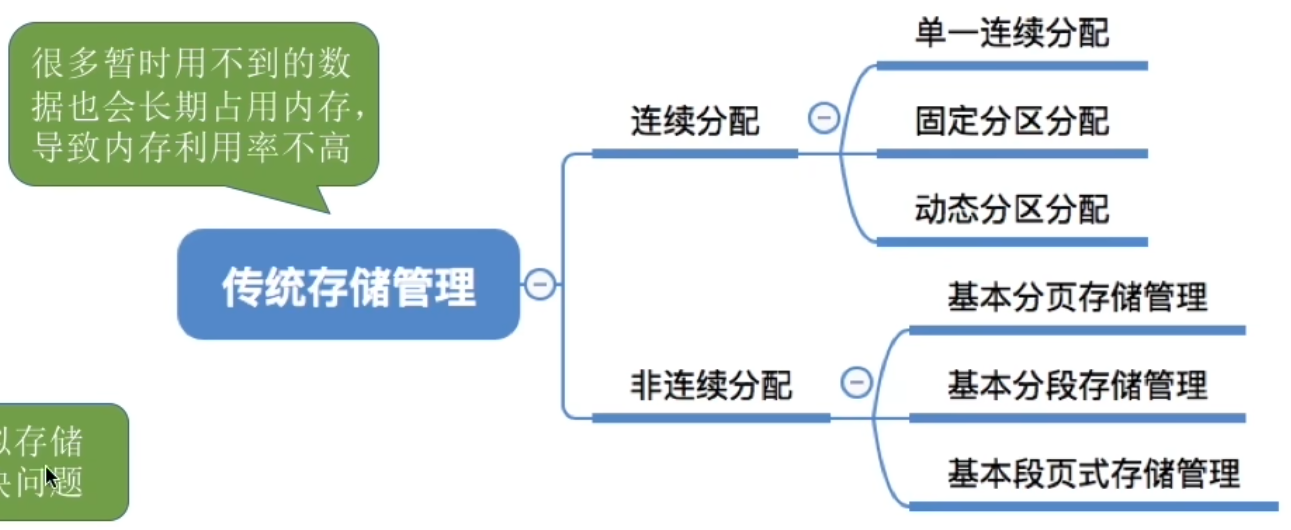 很多暂时用不到的数
据也会长期占用内存，
导致内存利用率不高
传统存储管理
连续分配
单一连续分配
固定分区分配
动态分区分配
非连续分配
基本分页存储管理
基本分段存储管理
基本段页式存储管理
存储
问题